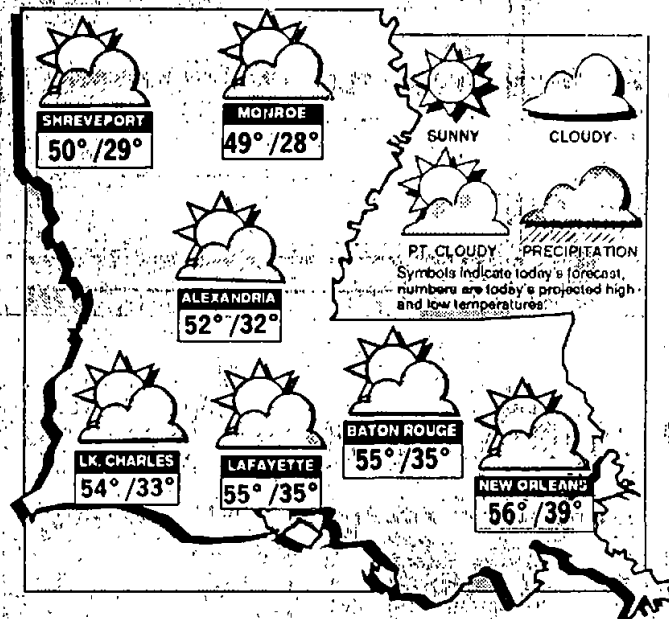 SHREVEPORT
50°/29°
MONROE
49°/28°
SUNNY
CLOUDY
PT. CLOUDY
PRECIPITATION
Symbols indicate today's forecast,
numbers are today's projected high
and low temperatures.
ALEXANDRIA
52°/32°
LK. CHARLES
54°/33°
LAFAYETTE
55°/35°
BATON ROUGE
55°/35°
NEW ORLEANS
56°/39°